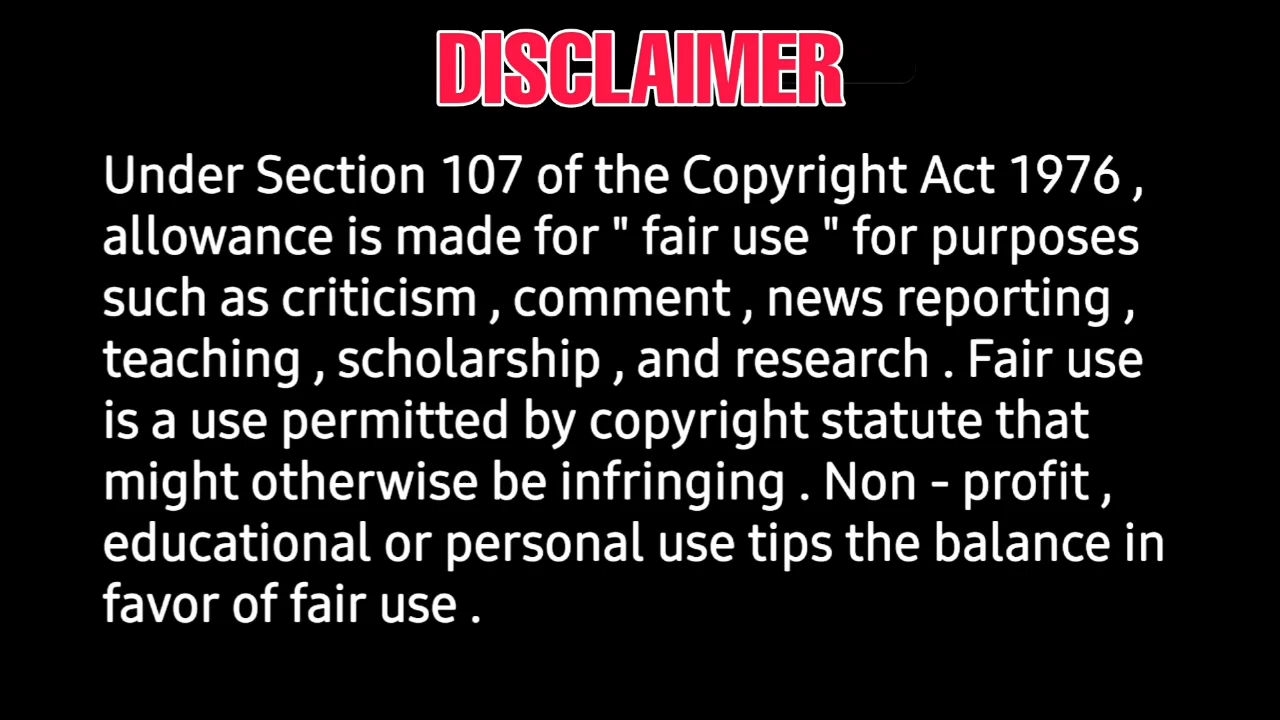 DISCLAIMER
Under Section 107 of the Copyright Act 1976 ,
allowance is made for " fair use " for purposes
such as criticism , comment , news reporting ,
teaching , scholarship , and research . Fair use
is a use permitted by copyright statute that
might otherwise be infringing . Non - profit ,
educational or personal use tips the balance in
favor of fair use .